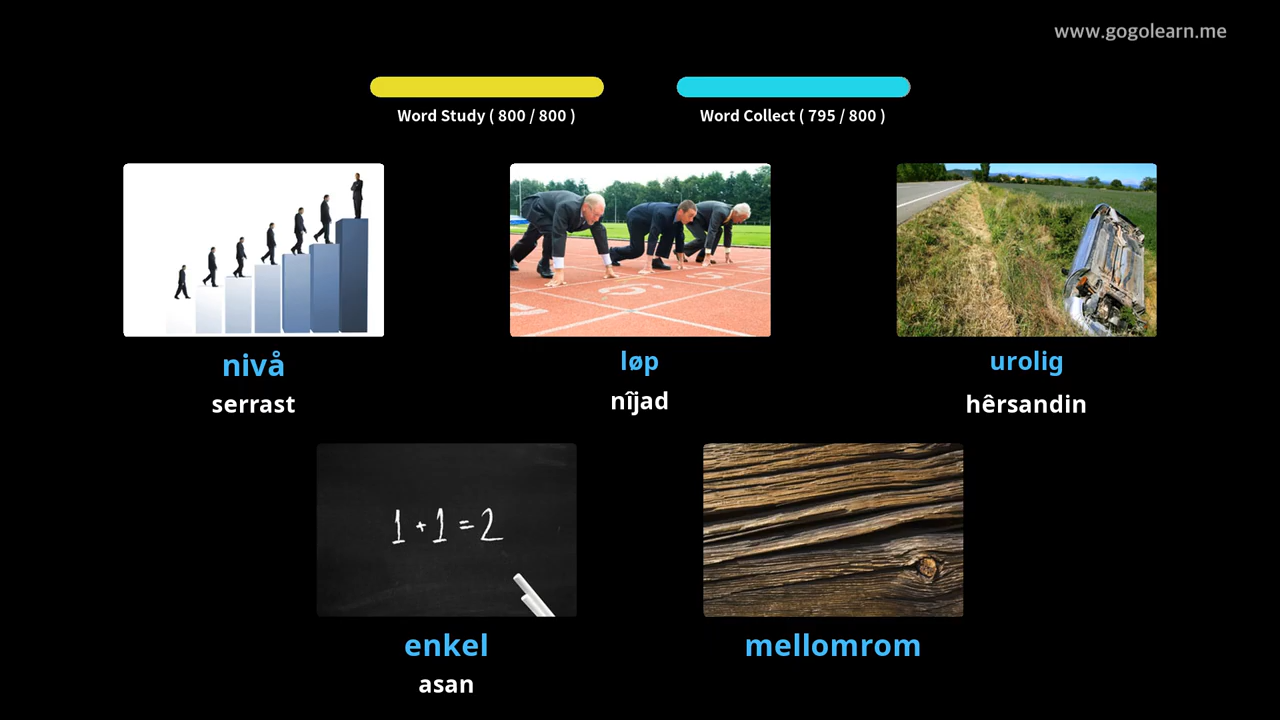 www.gogolearn.me
Word Study ( 800 / 800 )
Word Collect ( 795 / 800 )
nivå
serrast
løp
nîjad
urolig
hêrsandin
1 + 1 = 2
enkel
asan
mellomrom